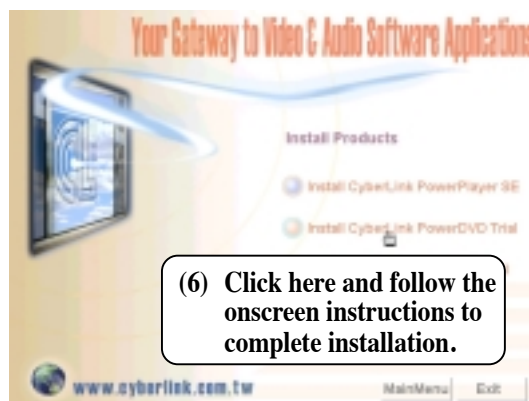 Your Gateway to Video & Audio Software Applications
Install Products
Install CyberLink PowerPlayer SE
Install CyberLink PowerDVD Trial
(6) Click here and follow the
onscreen instructions to
complete installation.
www.cyberlink.com.tw
MainMenu
Exit